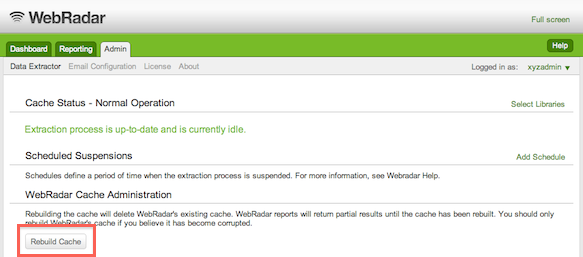 WebRadar
Full screen
Dashboard Reporting Admin Help
Data Extractor Email Configuration License About Logged in as: xyzadmin
Cache Status - Normal Operation Select Libraries
Extraction process is up-to-date and is currently idle.
Scheduled Suspensions Add Schedule
Schedules define a period of time when the extraction process is suspended. For more information, see Webradar Help.
WebRadar Cache Administration
Rebuilding the cache will delete WebRadar's existing cache. WebRadar reports will return partial results until the cache has been rebuilt. You should only
rebuild WebRadar's cache if you believe it has become corrupted.
Rebuild Cache